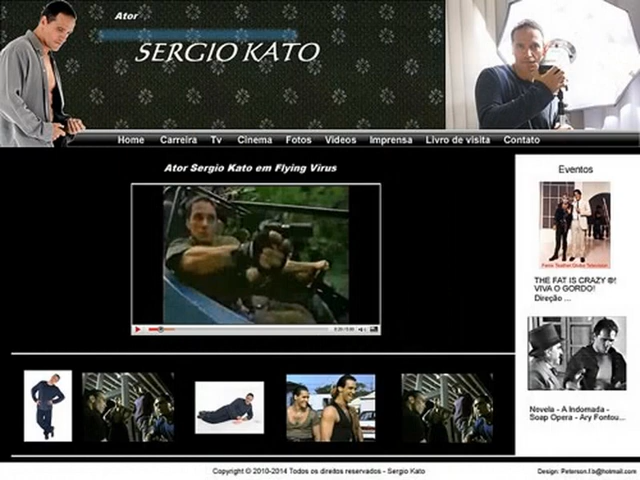 Ator
SERGIO KATO
Home Carreira Tv Cinema Fotos Videos Imprensa Livro de visita Contato
Ator Sergio Kato em Flying Virus
Eventos
THE FAT IS CRAZY ®!
VIVA O GORDO!
Direção ...
Novela - A Indomada -
Soap Opera - Ary Fontou...
Copyright © 2010-2014 Todos os direitos reservados - Sergio Kato
Design: Peterson.f.b@hotmail.com